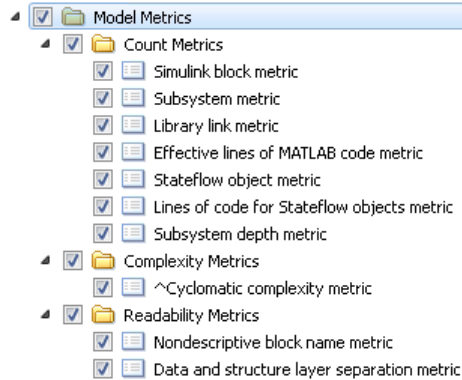 Model Metrics
Count Metrics
Simulink block metric
Subsystem metric
Library link metric
Effective lines of MATLAB code metric
Stateflow object metric
Lines of code for Stateflow objects metric
Subsystem depth metric
Complexity Metrics
^Cyclomatic complexity metric
Readability Metrics
Nondescriptive block name metric
Data and structure layer separation metric